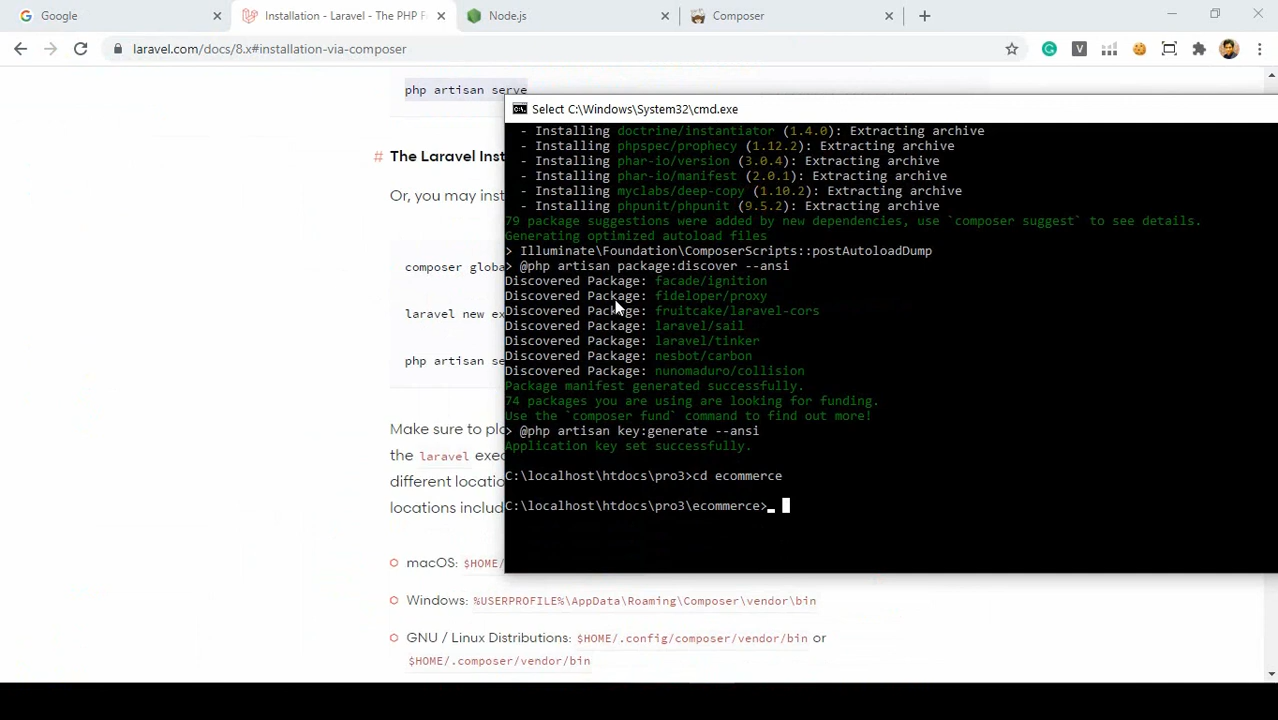 Google
Installation - Laravel - The PHP F
Node.js
Composer
laravel.com/docs/8.x#installation-via-composer
php artisan serve
# The Laravel Inst
Or, you may inst
composer globa
laravel new ex
php artisan se
Make sure to pl
the laravel exec
different locatio
locations includ
macOS: $HOME/
Windows: %USERPROFILE%\AppData\Roaming\Composer\vendor\bin
GNU / Linux Distributions: $HOME/.config/composer/vendor/bin or
$HOME/.composer/vendor/bin
Select C:\Windows\System32\cmd.exe
- Installing doctrine/instantiator (1.4.0): Extracting archive
- Installing phpspec/prophecy (1.12.2): Extracting archive
- Installing phar-io/version (3.0.4): Extracting archive
- Installing phar-io/manifest (2.0.1): Extracting archive
- Installing myclabs/deep-copy (1.10.2): Extracting archive
- Installing phpunit/phpunit (9.5.2): Extracting archive
79 package suggestions were added by new dependencies, use `composer suggest` to see details.
Generating optimized autoload files
> Illuminate\Foundation\ComposerScripts::postAutoloadDump
> @php artisan package:discover --ansi
Discovered Package: facade/ignition
Discovered Package: fideloper/proxy
Discovered Package: fruitcake/laravel-cors
Discovered Package: laravel/sail
Discovered Package: laravel/tinker
Discovered Package: nesbot/carbon
Discovered Package: nunomaduro/collision
Package manifest generated successfully.
74 packages you are using are looking for funding.
Use the `composer fund` command to find out more!
> @php artisan key:generate --ansi
Application key set successfully.
C:\localhost\htdocs\pro3>cd ecommerce
C:\localhost\htdocs\pro3\ecommerce>_